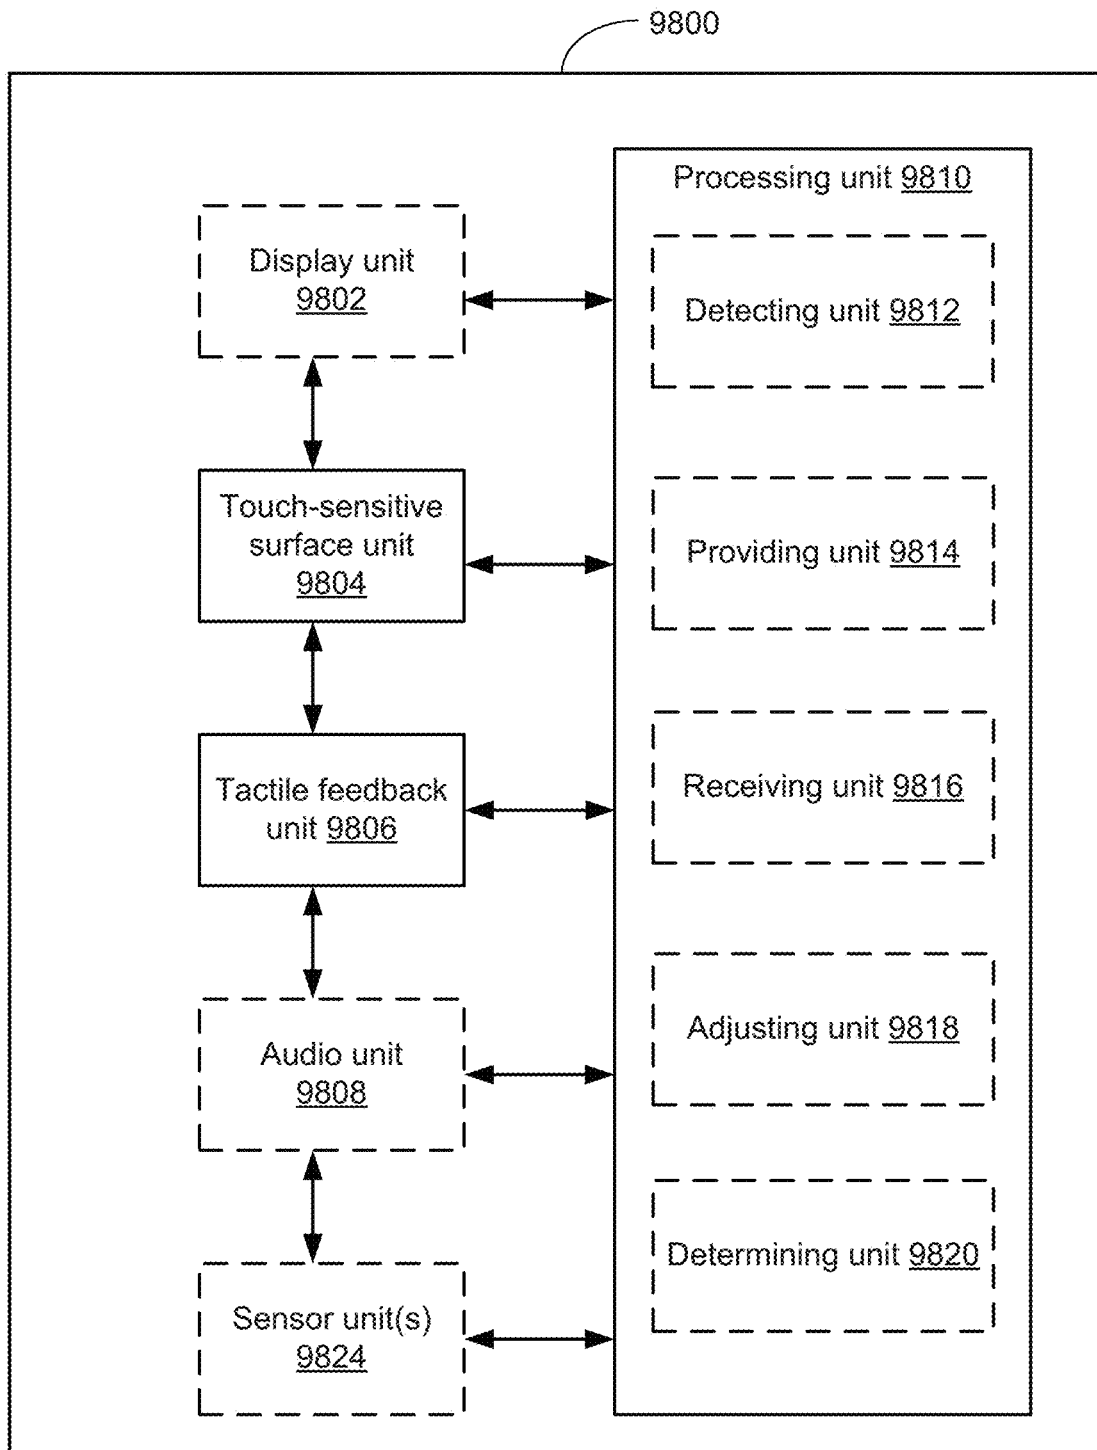 9800
Processing unit 9810
Display unit
9802
Detecting unit 9812
Touch-sensitive
surface unit
9804
Providing unit 9814
Tactile feedback
unit 9806
Receiving unit 9816
Audio unit
9808
Adjusting unit 9818
Sensor unit(s)
9824
Determining unit 9820